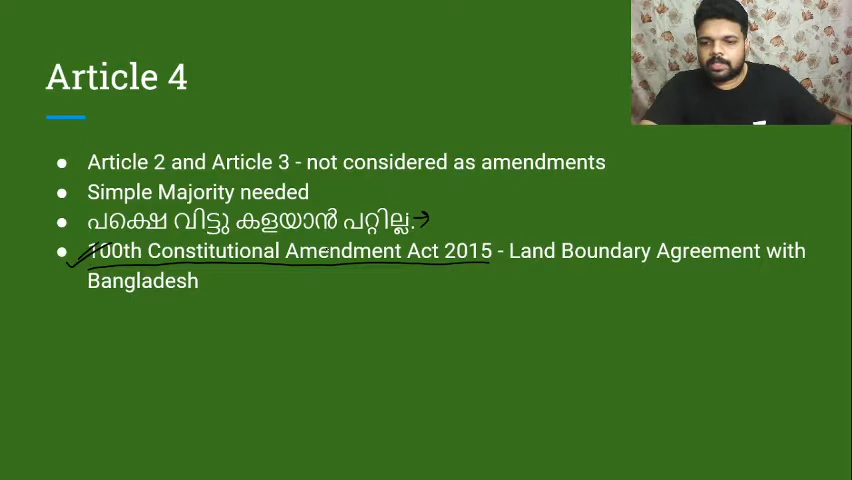 Article 4
Article 2 and Article 3 - not considered as amendments
Simple Majority needed
പക്ഷെ വിട്ടു കളയാൻ പറ്റില്ല.
100th Constitutional Amendment Act 2015 - Land Boundary Agreement with
Bangladesh